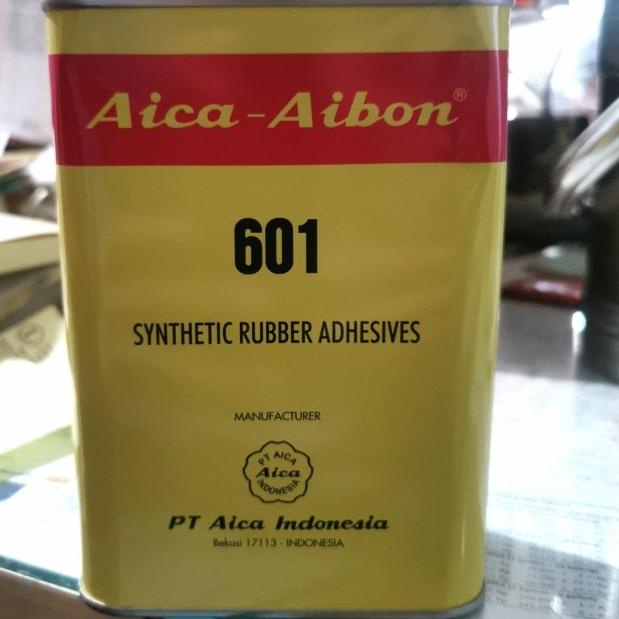 Aica-Aibon®
601
SYNTHETIC RUBBER ADHESIVES
MANUFACTURER
PT AICA
Aica
INDONESIA
PT Aica Indonesia
Bekasi 17113 - INDONESIA